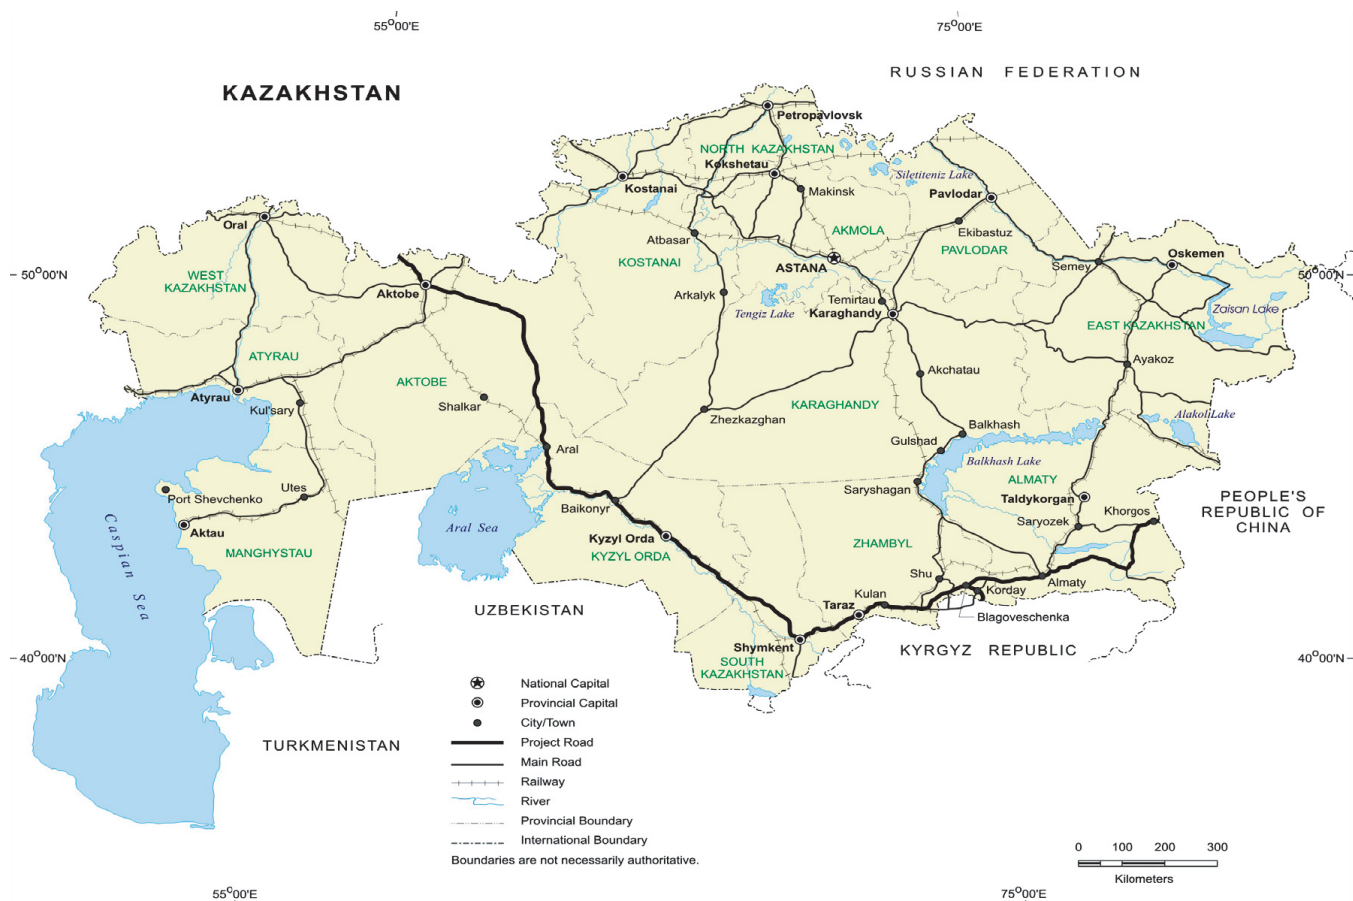 55°00'E
75°00'E
RUSSIAN FEDERATION
KAZAKHSTAN
Petropavlovsk
NORTH KAZAKHSTAN
Kokshetau
Siletiteniz Lake
Kostanai
Makinsk
Pavlodar
Oral
Atbasar
AKMOLA
Ekibastuz
PAVLODAR
KOSTANAI
Oskemen
50°00'N
WEST
KAZAKHSTAN
ASTANA
Semey
50°00'N
Aktobe
Arkalyk
Temirtau
Tengiz Lake
Karaghandy
Zaisan Lake
EAST KAZAKHSTAN
ATYRAU
Ayakoz
AKTOBE
Akchatau
Atyrau
Kul'sary
Shalkar
KARAGHANDY
Zhezkazghan
AlakoliLake
Balkhash
Gulshad
Aral
Balkhash Lake
ALMATY
Saryshagan
Utes
Port Shevchenko
Taldykorgan
PEOPLE'S
REPUBLIC OF
CHINA
Baikonyr
Khorgos
Caspian Sea
Aktau
Aral Sea
Saryozek
Kyzyl Orda
KYZYL ORDA
ZHAMBYL
MANGHYSTAU
Shu
Almaty
Kulan
Korday
Taraz
UZBEKISTAN
Blagoveschenka
Shymkent
KYRGYZ REPUBLIC
40°00'N
SOUTH
KAZAKHSTAN
40°00'N
National Capital
Provincial Capital
City/Town
TURKMENISTAN
Project Road
Main Road
Railway
River
Provincial Boundary
International Boundary
Boundaries are not necessarily authoritative.
0 100 200 300
Kilometers
55°00'E
75°00'E